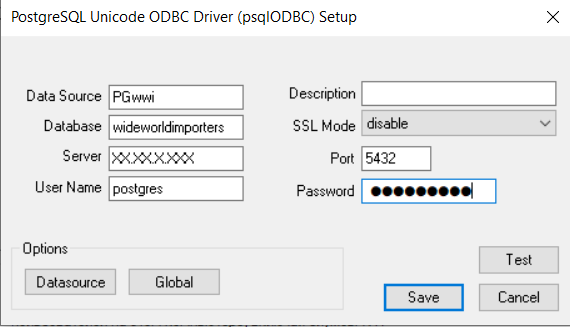 PostgreSQL Unicode ODBC Driver (psqlODBC) Setup
Data Source PGwwi Description
Database wideworldimporters SSL Mode disable
Server XX.XX.X.XXX Port 5432
User Name postgres Password ●●●●●●●●●
Options
Datasource Global Test
Save Cancel